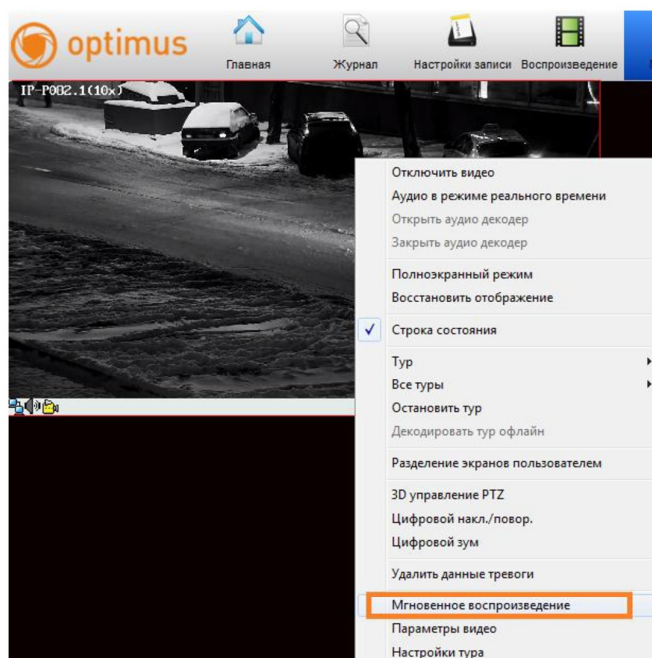 optimus
Главная
Журнал
Настройки записи
Воспроизведение
IP-P082.1(10x)
Отключить видео
Аудио в режиме реального времени
Открыть аудио декодер
Закрыть аудио декодер
Полноэкранный режим
Восстановить отображение
Строка состояния
Тур
Все туры
Остановить тур
Декодировать тур офлайн
Разделение экранов пользователем
3D управление PTZ
Цифровой накл./повор.
Цифровой зум
Удалить данные тревоги
Мгновенное воспроизведение
Параметры видео
Настройки тура